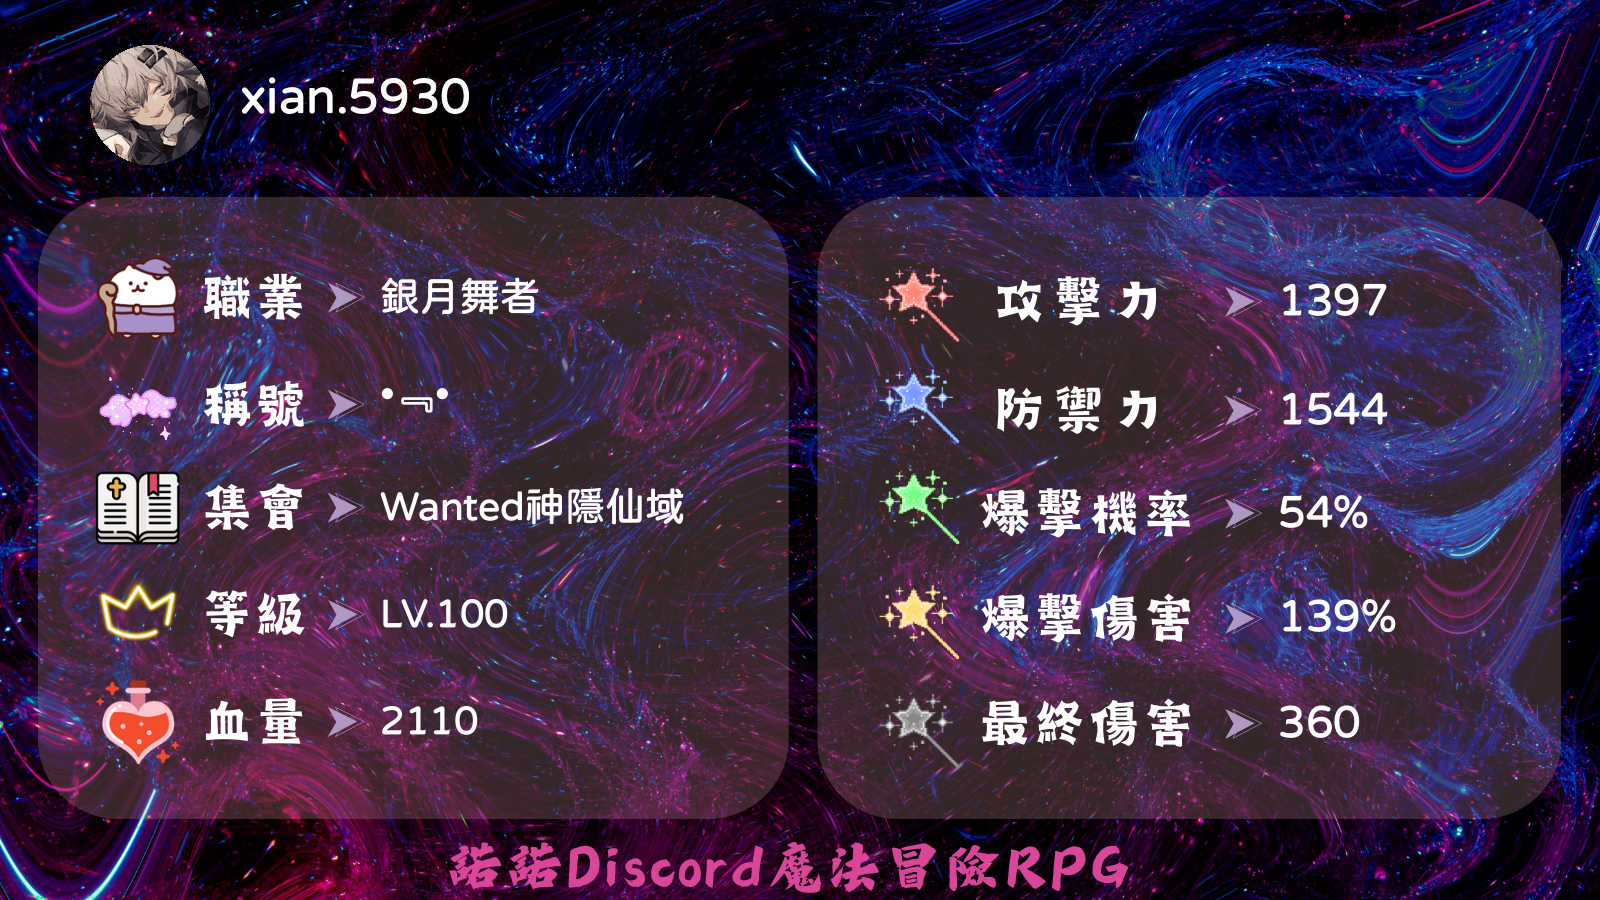 xian.5930
職業 ➤ 銀月舞者
稱號 ➤ •﹃•
集會 ➤ Wanted神隱仙域
等級 ➤ LV.100
血量 ➤ 2110
攻擊力 ➤ 1397
防禦力 ➤ 1544
爆擊機率 ➤ 54%
爆擊傷害 ➤ 139%
最終傷害 ➤ 360
諾諾Discord魔法冒險RPG